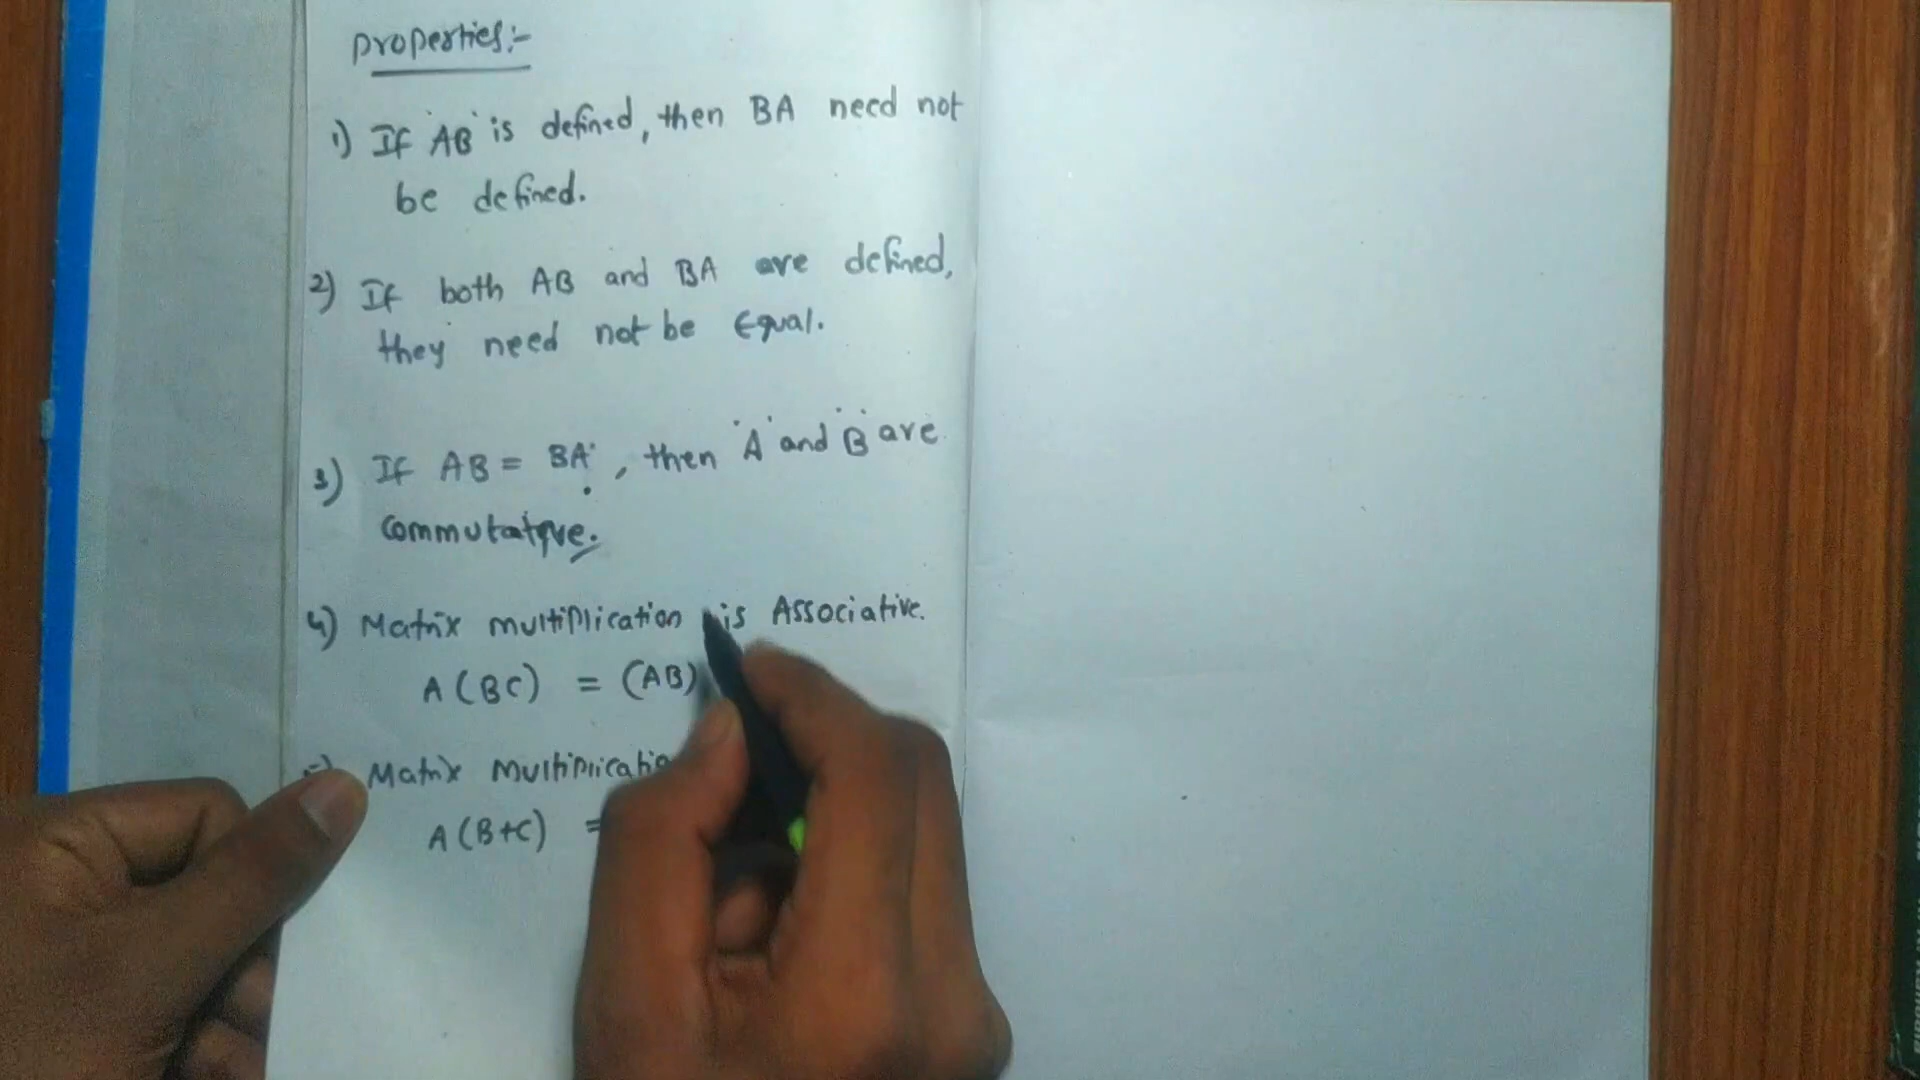 Properties:-
1) If 'AB' is defined, then BA need not
be defined.
2) If both AB and BA are defined,
they need not be Equal.
3) If AB = BA, then 'A' and 'B' are
Commutative.
4) Matrix multiplication is Associative.
A(BC) = (AB)
5) Matrix Multiplicatio
A(B+C) =